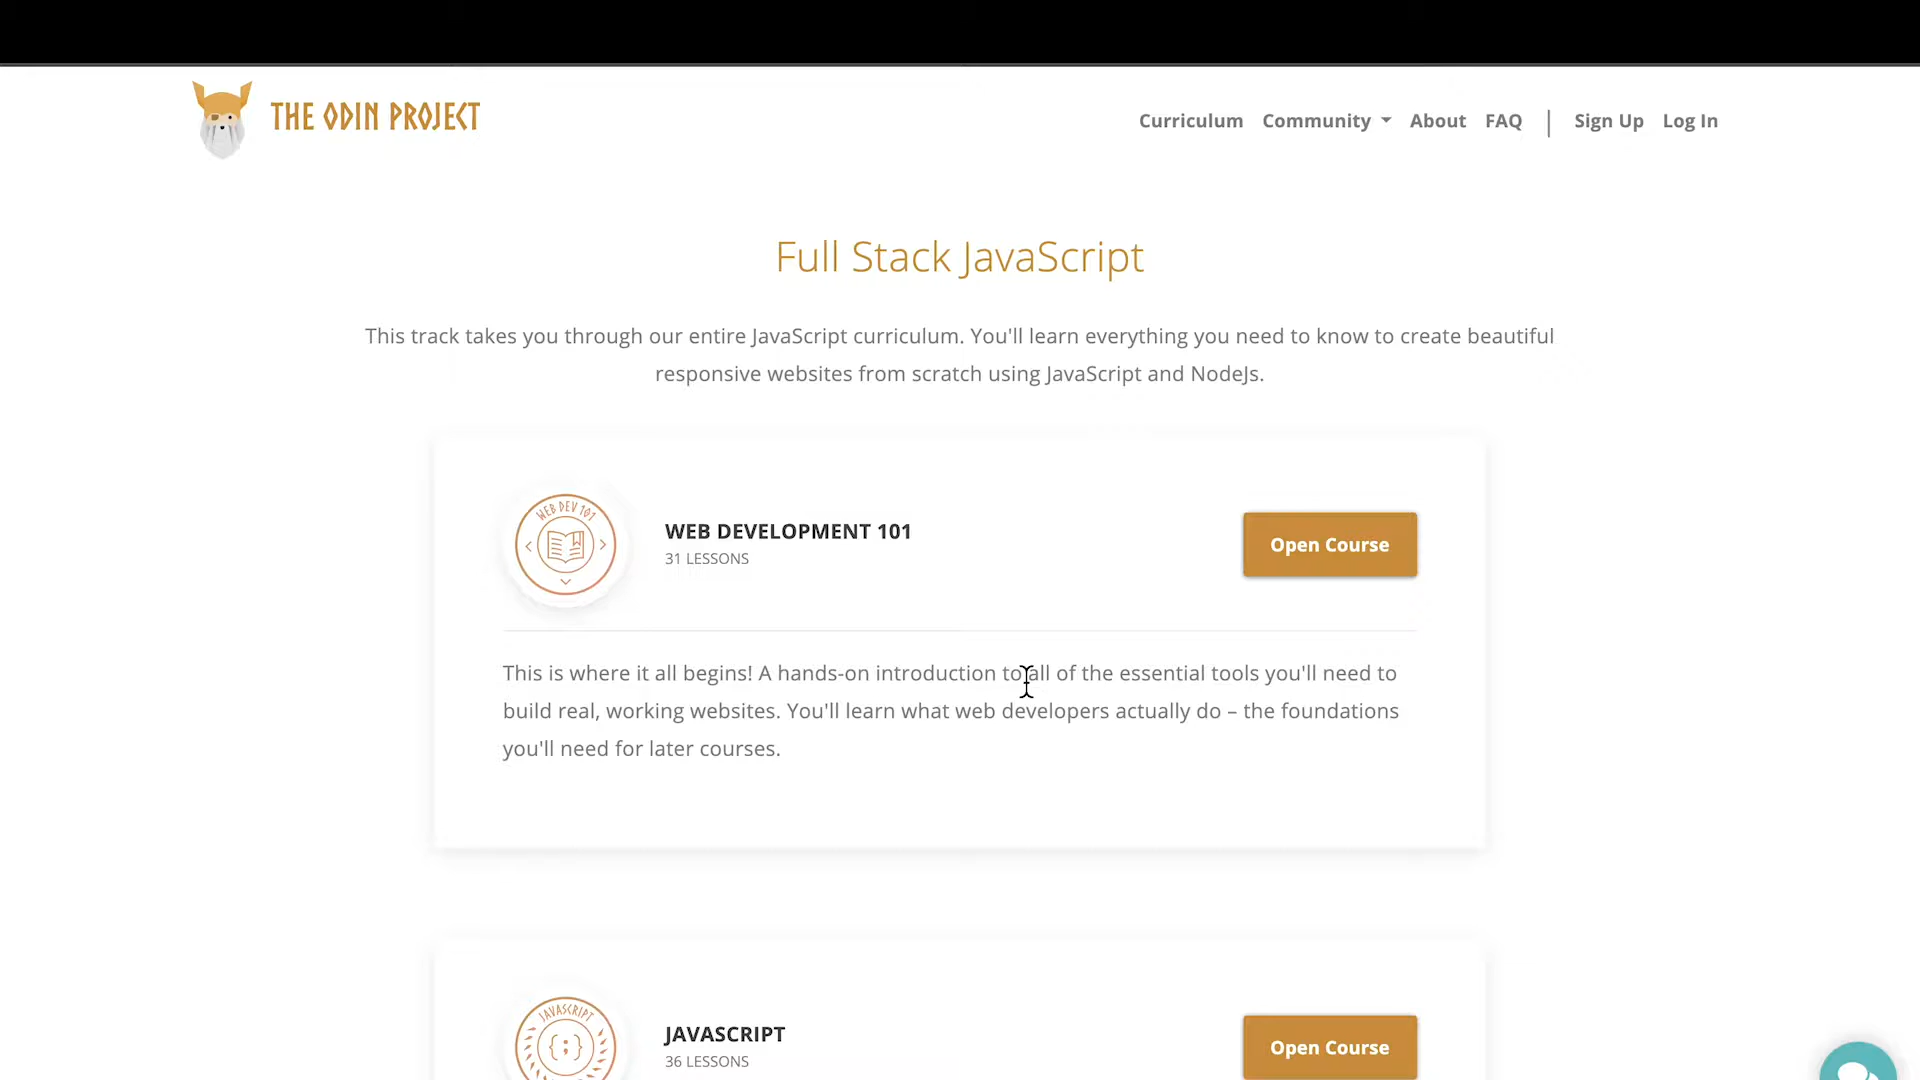 THE ODIN PROJECT
Curriculum Community About FAQ | Sign Up Log In
Full Stack JavaScript
This track takes you through our entire JavaScript curriculum. You'll learn everything you need to know to create beautiful
responsive websites from scratch using JavaScript and NodeJs.
WEB DEV 101
WEB DEVELOPMENT 101
31 LESSONS
Open Course
This is where it all begins! A hands-on introduction to all of the essential tools you'll need to
build real, working websites. You'll learn what web developers actually do – the foundations
you'll need for later courses.
JAVASCRIPT
{;}
JAVASCRIPT
36 LESSONS
Open Course